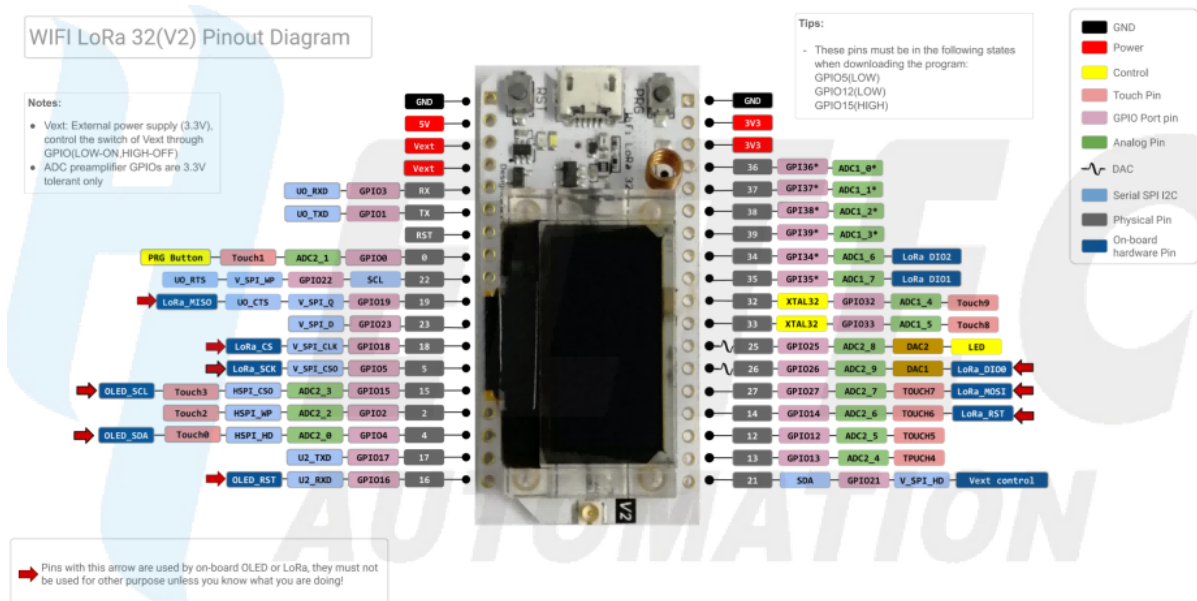 WIFI LoRa 32(V2) Pinout Diagram
Notes:
● Vext: External power supply (3.3V),
control the switch of Vext through
GPIO(LOW-ON,HIGH-OFF)
● ADC preamplifier GPIOs are 3.3V
tolerant only
Tips:
- These pins must be in the following states
when downloading the program:
GPIO5(LOW)
GPIO12(LOW)
GPIO15(HIGH)
GND
Power
Control
Touch Pin
GPIO Port pin
Analog Pin
DAC
Serial SPI I2C
Physical Pin
On-board
hardware Pin
GND
5V
Vext
Vext
UO_RXD GPIO3 RX
UO_TXD GPIO1 TX
RST
PRG Button Touch1 ADC2_1 GPIO0 0
UO_RTS V_SPI_WP GPIO22 SCL 22
LoRa_MISO UO_CTS V_SPI_Q GPIO19 19
V_SPI_D GPIO23 23
LoRa_CS V_SPI_CLK GPIO18 18
LoRa_SCK V_SPI_CSO GPIO5 5
OLED_SCL Touch3 HSPI_CSO ADC2_3 GPIO15 15
Touch2 HSPI_WP ADC2_2 GPIO2 2
OLED_SDA Touch0 HSPI_HD ADC2_0 GPIO4 4
U2_TXD GPIO17 17
OLED_RST U2_RXD GPIO16 16
RST
PRG
WiFi LoRa 32
V2
GND
3V3
3V3
36 GPI36* ADC1_0*
37 GPI37* ADC1_1*
38 GPI38* ADC1_2*
39 GPI39* ADC1_3*
34 GPI34* ADC1_6 LoRa DIO2
35 GPI35* ADC1_7 LoRa DIO1
32 XTAL32 GPIO32 ADC1_4 Touch9
33 XTAL32 GPIO33 ADC1_5 Touch8
25 GPIO25 ADC2_8 DAC2 LED
26 GPIO26 ADC2_9 DAC1 LoRa_DIO0
27 GPIO27 ADC2_7 TOUCH7 LoRa_MOSI
14 GPIO14 ADC2_6 TOUCH6 LoRa_RST
12 GPIO12 ADC2_5 TOUCH5
13 GPIO13 ADC2_4 TPUCH4
21 SDA GPIO21 V_SPI_HD Vext control
AUTOMATION
Pins with this arrow are used by on-board OLED or LoRa, they must not
be used for other purpose unless you know what you are doing!